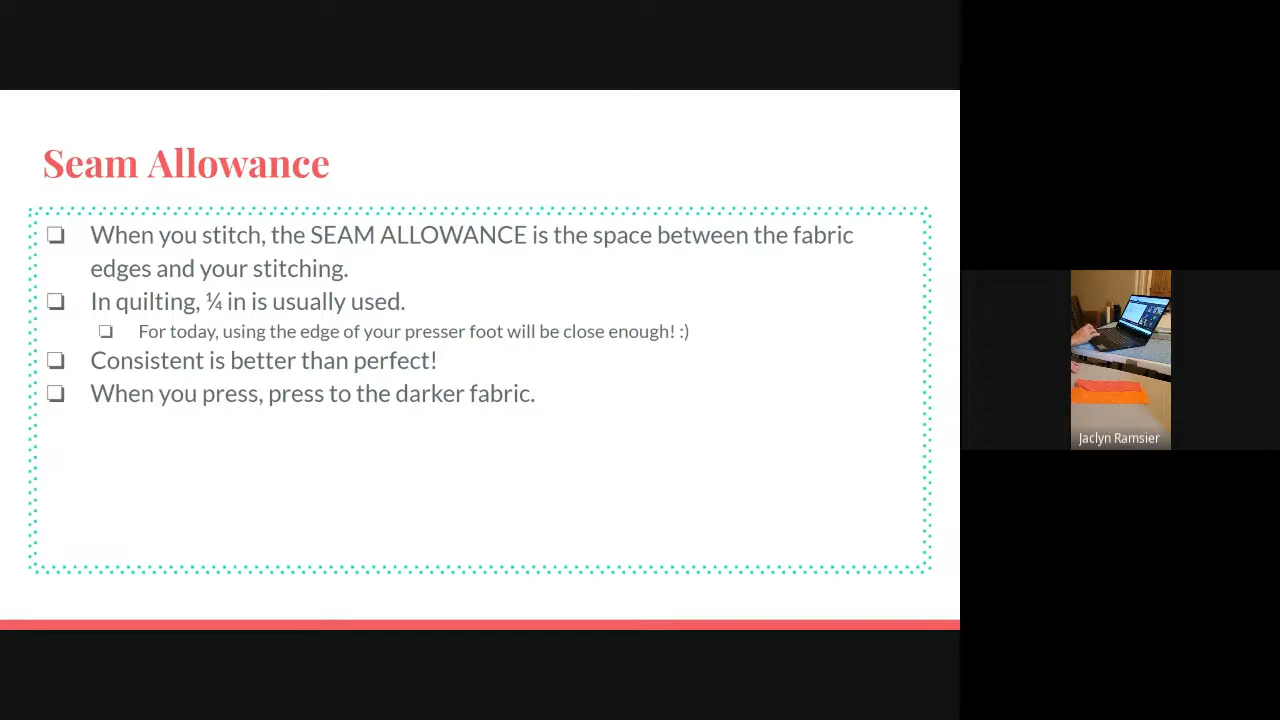 Seam Allowance
❏ When you stitch, the SEAM ALLOWANCE is the space between the fabric
edges and your stitching.
❏ In quilting, ¼ in is usually used.
❏ For today, using the edge of your presser foot will be close enough! :)
❏ Consistent is better than perfect!
❏ When you press, press to the darker fabric.
Jaclyn Ramsier